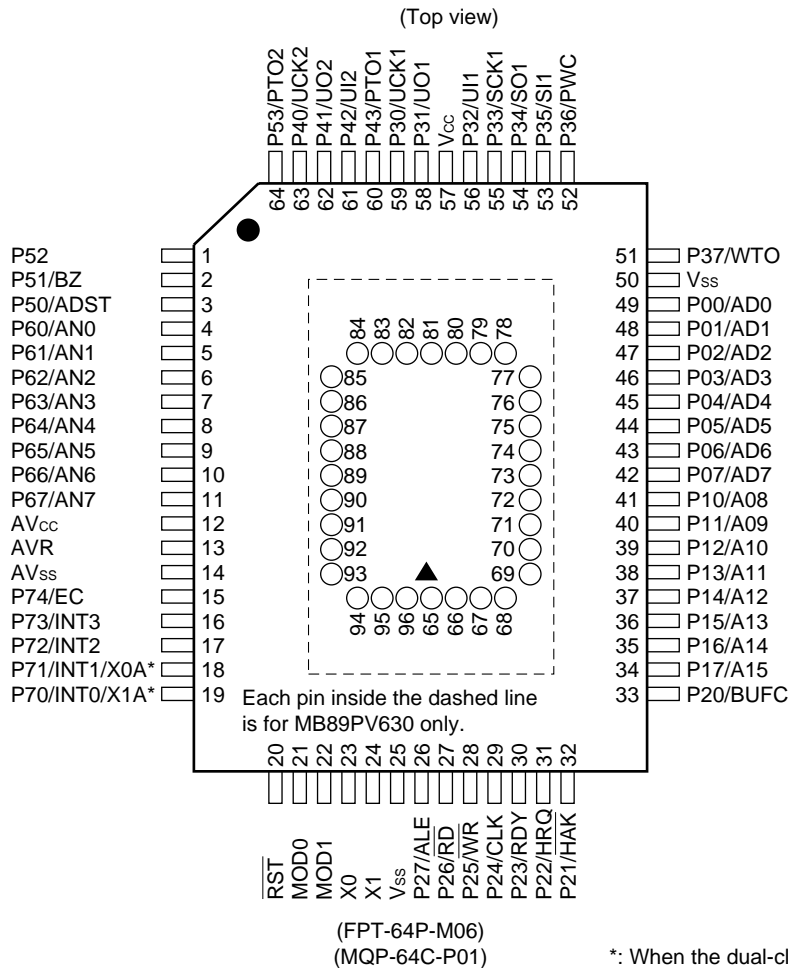 (Top view)
P53/PTO2
P40/UCK2
P41/UO2
P42/UI2
P43/PTO1
P30/UCK1
P31/UO1
Vcc
P32/UI1
P33/SCK1
P34/SO1
P35/SI1
P36/PWC
64 63 62 61 60 59 58 57 56 55 54 53 52
P52 1
P51/BZ 2
P50/ADST 3
P60/AN0 4
P61/AN1 5
P62/AN2 6
P63/AN3 7
P64/AN4 8
P65/AN5 9
P66/AN6 10
P67/AN7 11
AVcc 12
AVR 13
AVss 14
P74/EC 15
P73/INT3 16
P72/INT2 17
P71/INT1/X0A* 18
P70/INT0/X1A* 19
84 83 82 81 80 79 78
85 77
86 76
87 75
88 74
89 73
90 72
91 71
92 70
93 69
94 95 96 65 66 67 68
51 P37/WTO
50 Vss
49 P00/AD0
48 P01/AD1
47 P02/AD2
46 P03/AD3
45 P04/AD4
44 P05/AD5
43 P06/AD6
42 P07/AD7
41 P10/A08
40 P11/A09
39 P12/A10
38 P13/A11
37 P14/A12
36 P15/A13
35 P16/A14
34 P17/A15
33 P20/BUFC
Each pin inside the dashed line
is for MB89PV630 only.
20 21 22 23 24 25 26 27 28 29 30 31 32
RST
MOD0
MOD1
X0
X1
Vss
P27/ALE
P26/RD
P25/WR
P24/CLK
P23/RDY
P22/HRQ
P21/HAK
(FPT-64P-M06)
(MQP-64C-P01)
*: When the dual-cl